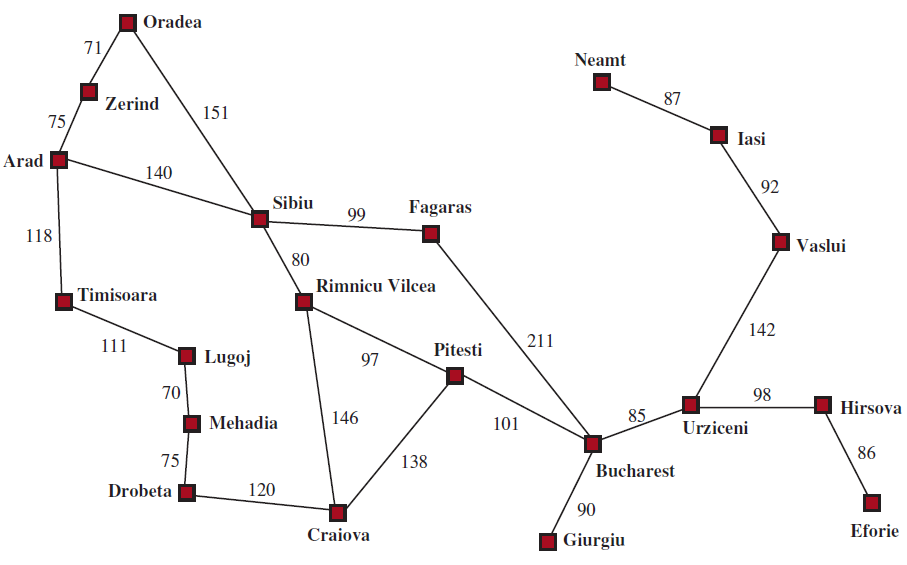 Oradea
71
Neamt
87
Zerind
151
75
Iasi
Arad
140
92
Sibiu
Fagaras
99
118
Vaslui
80
Rimnicu Vilcea
Timisoara
142
211
111
Lugoj
97
Pitesti
70
98
Hirsova
Mehadia
146
101
85
Urziceni
75
138
86
Bucharest
Drobeta
120
90
Craiova
Giurgiu
Eforie